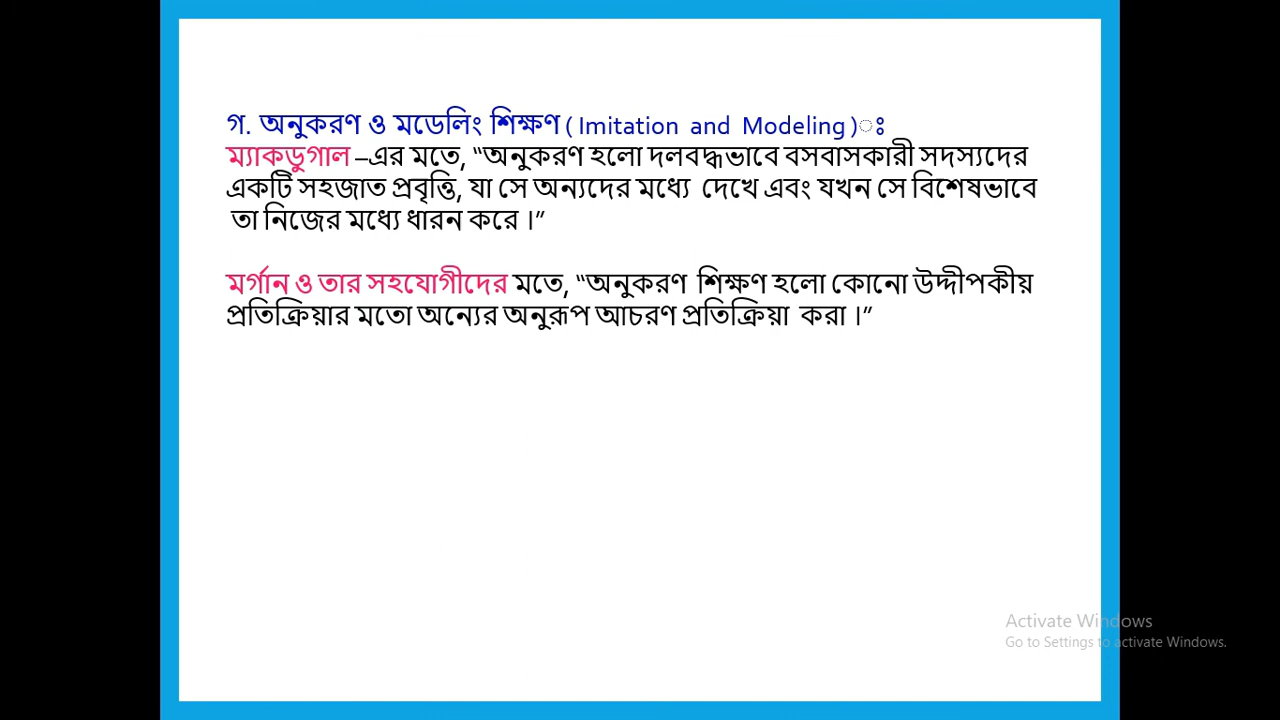 গ. অনুকরণ ও মডেলিং শিক্ষণ ( Imitation and Modeling )ঃ
ম্যাকডুগাল –এর মতে, “অনুকরণ হলো দলবদ্ধভাবে বসবাসকারী সদস্যদের
একটি সহজাত প্রবৃত্তি, যা সে অন্যদের মধ্যে দেখে এবং যখন সে বিশেষভাবে
তা নিজের মধ্যে ধারন করে ।”
মর্গান ও তার সহযোগীদের মতে, “অনুকরণ শিক্ষণ হলো কোনো উদ্দীপকীয়
প্রতিক্রিয়ার মতো অন্যের অনুরূপ আচরণ প্রতিক্রিয়া করা ।”
Activate Windows
Go to Settings to activate Windows.